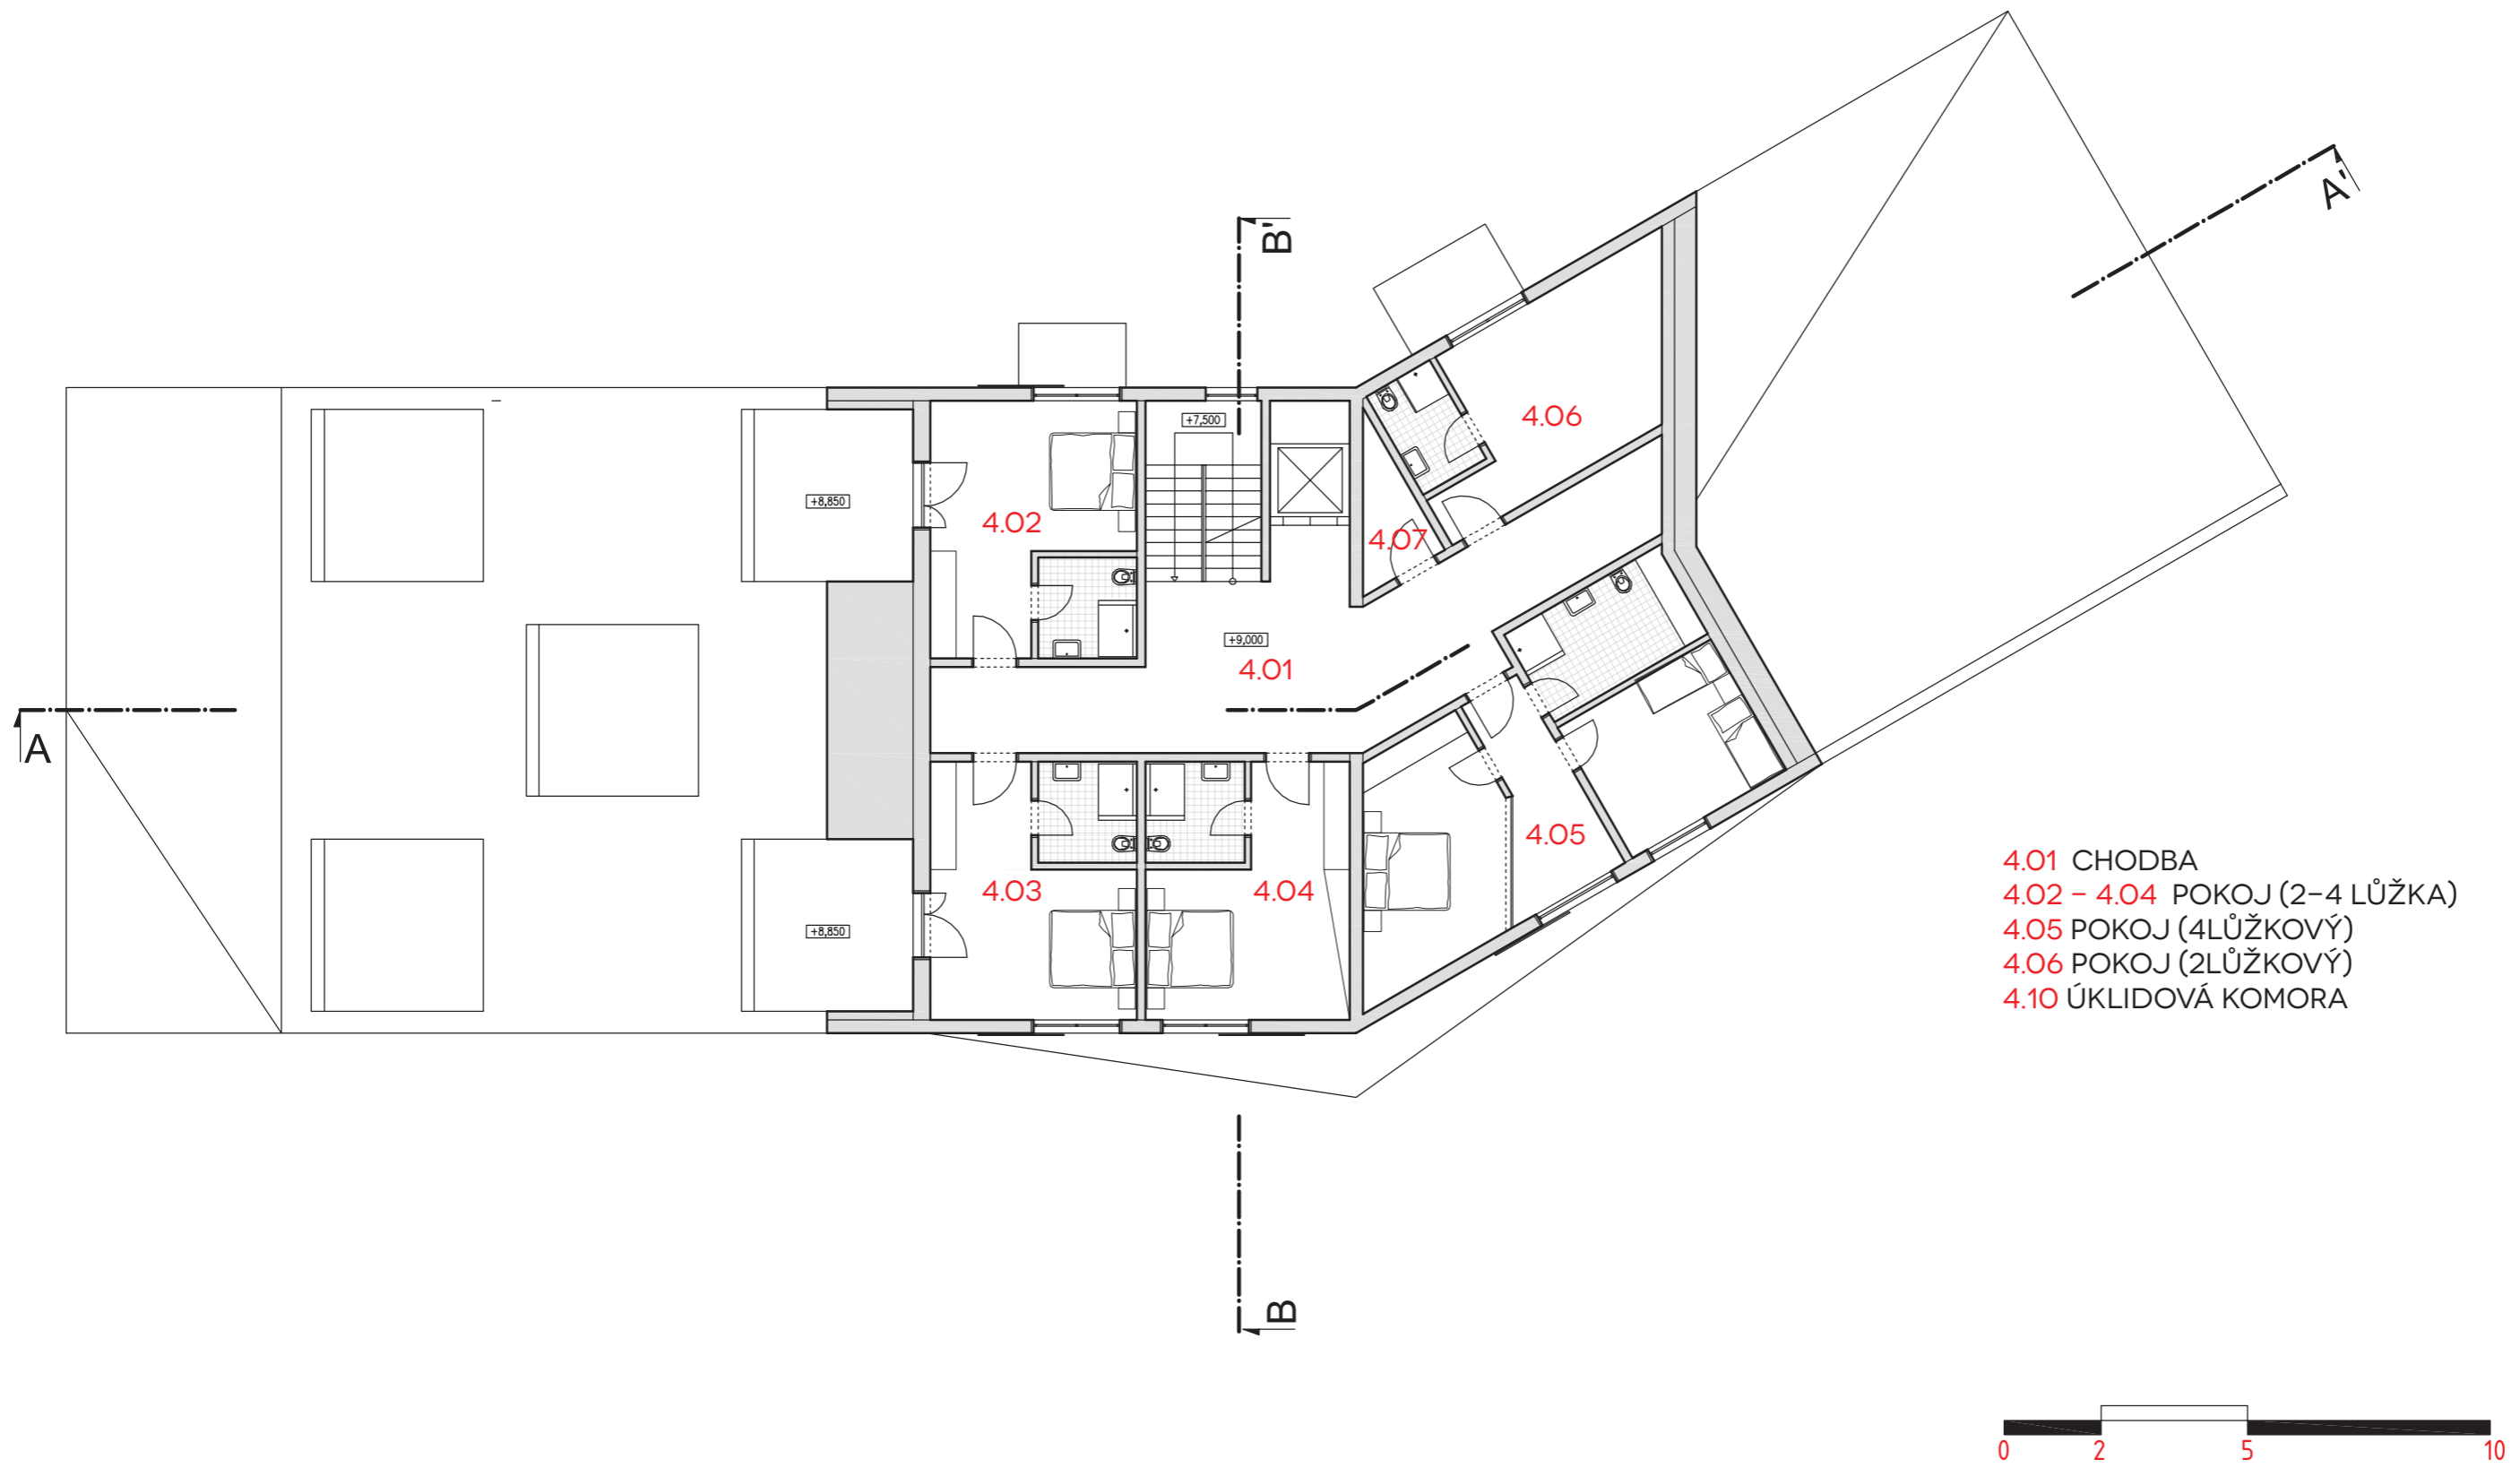 A'
B'
4.06
+7,500
+8,850
4.02
4.07
+9,000
4.01
A
4.05
4.03
4.04
+8,850
4.01 CHODBA
4.02 – 4.04 POKOJ (2–4 LŮŽKA)
4.05 POKOJ (4LŮŽKOVÝ)
4.06 POKOJ (2LŮŽKOVÝ)
4.10 ÚKLIDOVÁ KOMORA
B
0 2 5 10